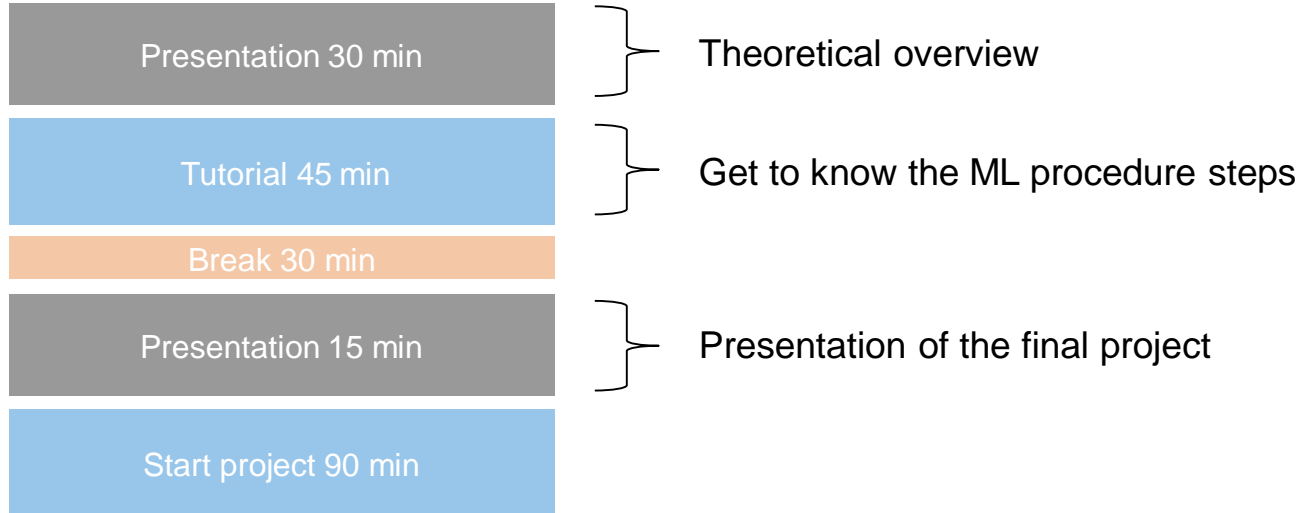 Presentation 30 min
Theoretical overview
Tutorial 45 min
Get to know the ML procedure steps
Break 30 min
Presentation 15 min
Presentation of the final project
Start project 90 min